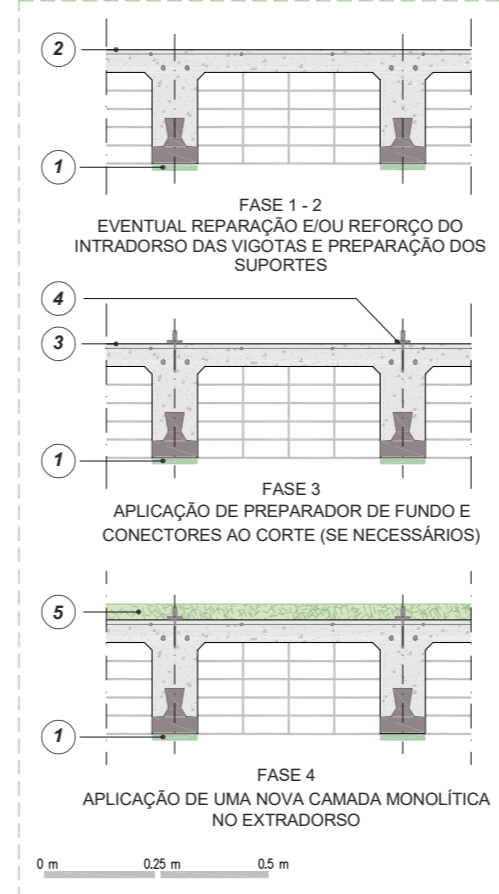 2
1
FASE 1 - 2
EVENTUAL REPARAÇÃO E/OU REFORÇO DO
INTRADORSO DAS VIGOTAS E PREPARAÇÃO DOS
SUPORTES
4
3
1
FASE 3
APLICAÇÃO DE PREPARADOR DE FUNDO E
CONECTORES AO CORTE (SE NECESSÁRIOS)
5
1
FASE 4
APLICAÇÃO DE UMA NOVA CAMADA MONOLÍTICA
NO EXTRADORSO
0 m 0.25 m 0.5 m